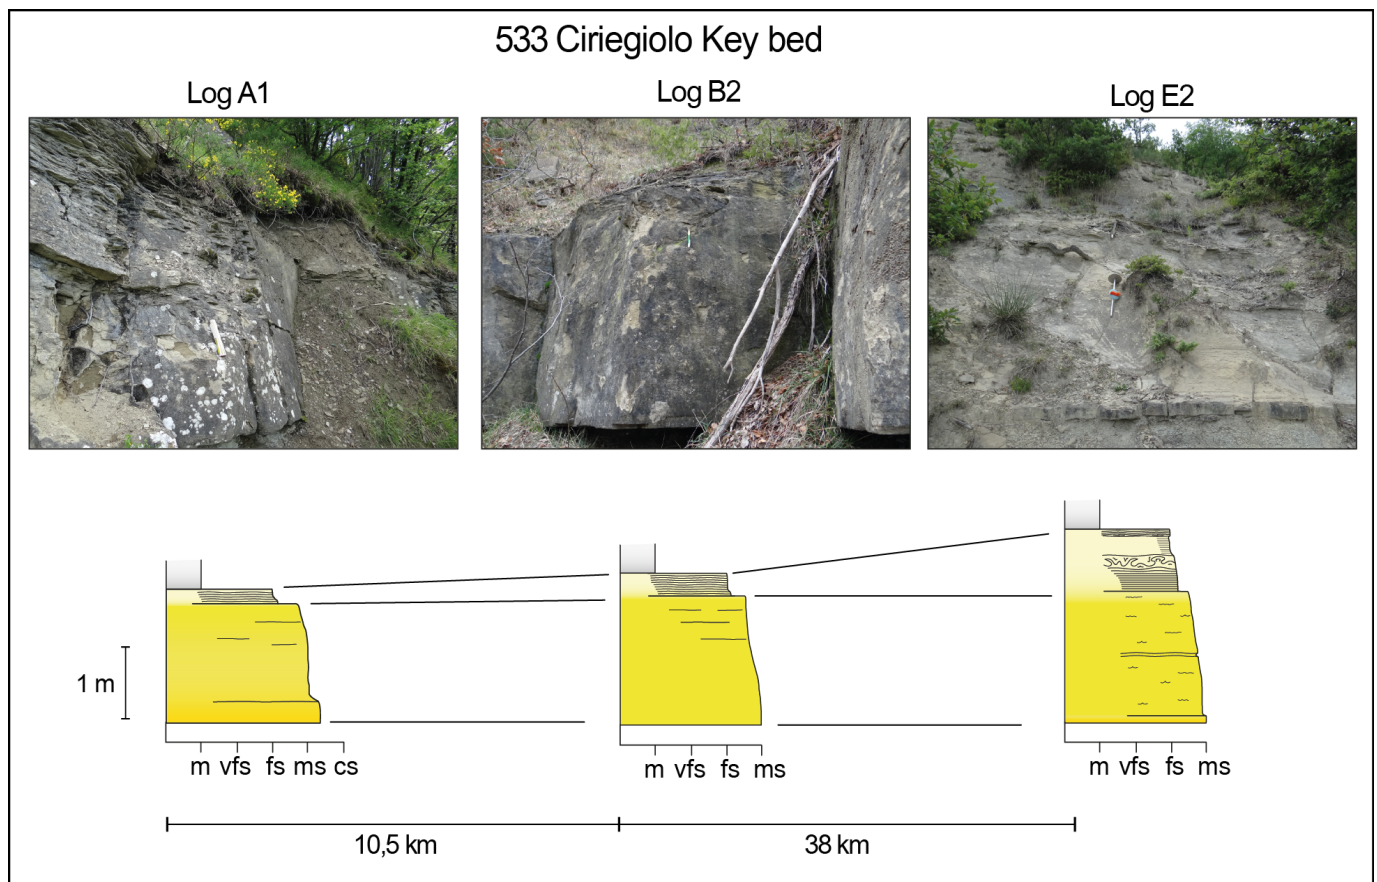 533 Ciriegiolo Key bed
Log A1
Log B2
Log E2
1 m
m vfs fs ms cs
m vfs fs ms
m vfs fs ms
10,5 km
38 km